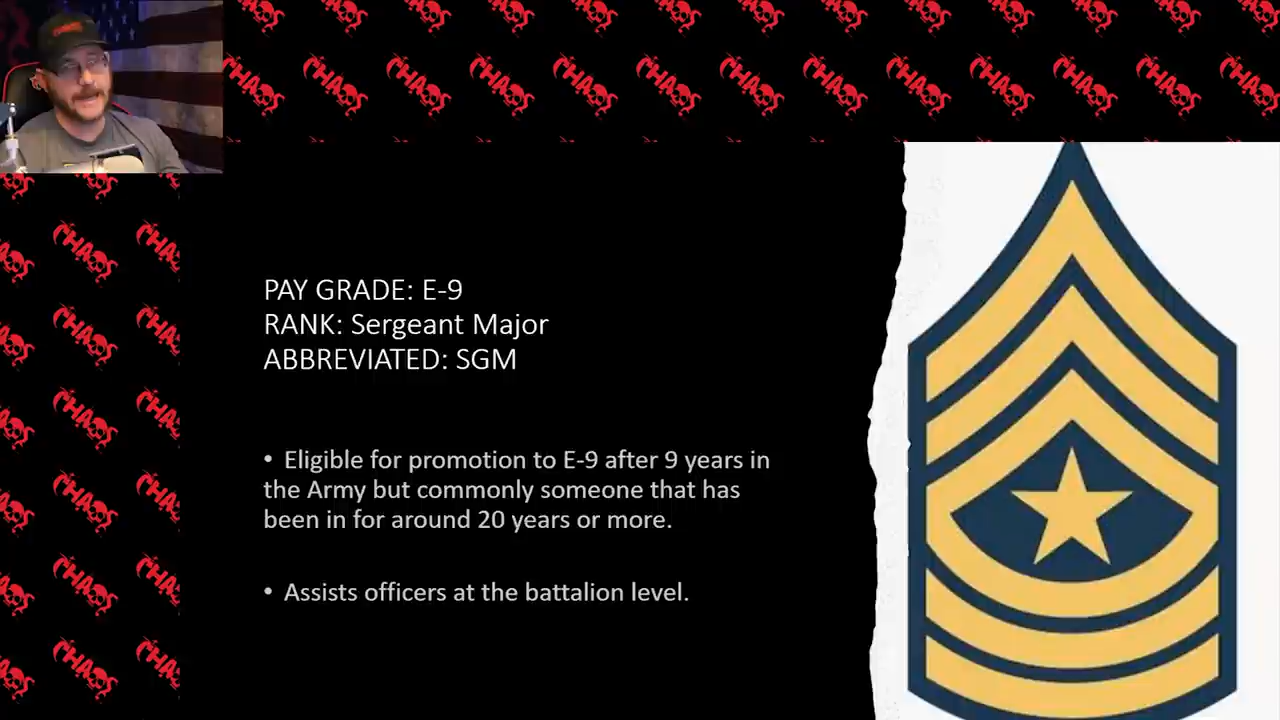 PAY GRADE: E-9
RANK: Sergeant Major
ABBREVIATED: SGM
• Eligible for promotion to E-9 after 9 years in
the Army but commonly someone that has
been in for around 20 years or more.
• Assists officers at the battalion level.
CHAOS